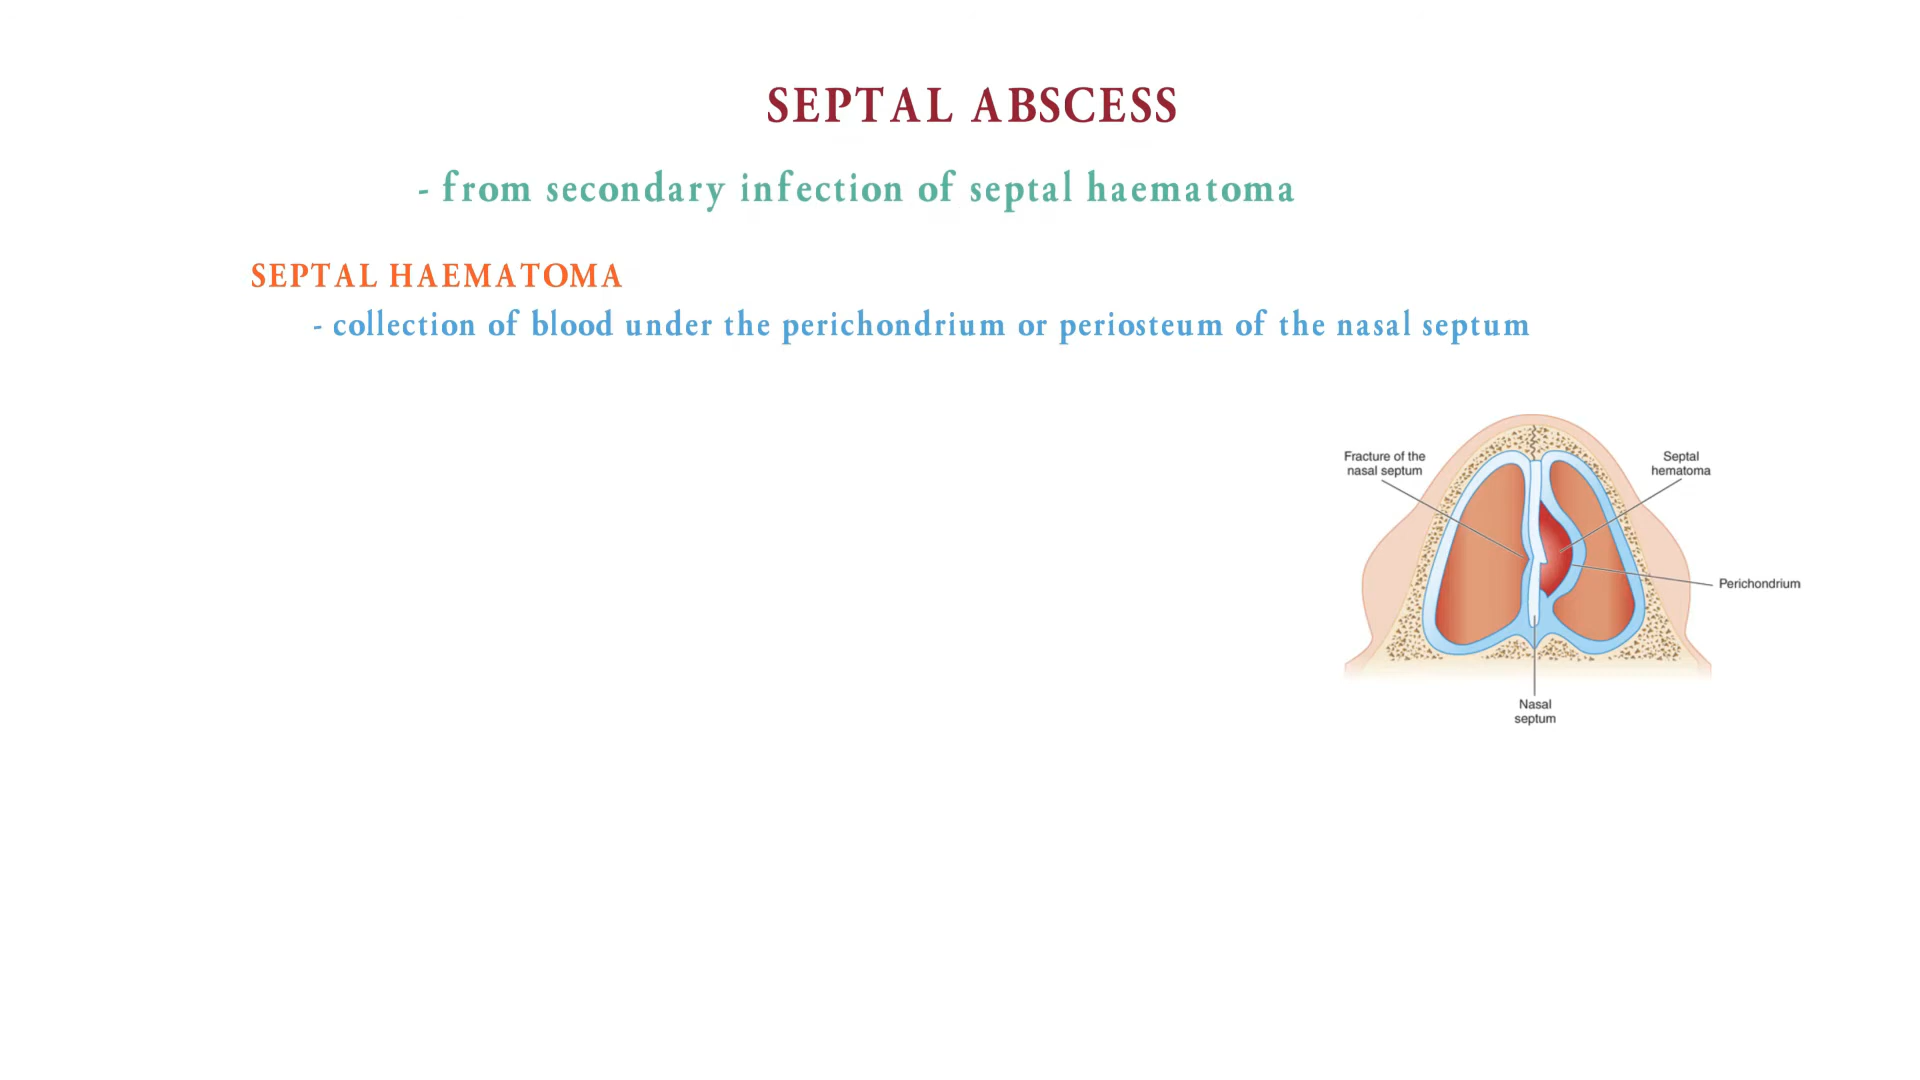 SEPTAL ABSCESS
- from secondary infection of septal haematoma
SEPTAL HAEMATOMA
- collection of blood under the perichondrium or periosteum of the nasal septum
Fracture of the
nasal septum
Septal
hematoma
Perichondrium
Nasal
septum